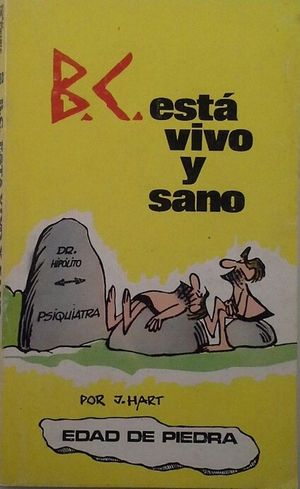 B.C. está
vivo
y
sano
DR.
HIPÓLITO
PSIQUIATRA
POR J. HART
EDAD DE PIEDRA